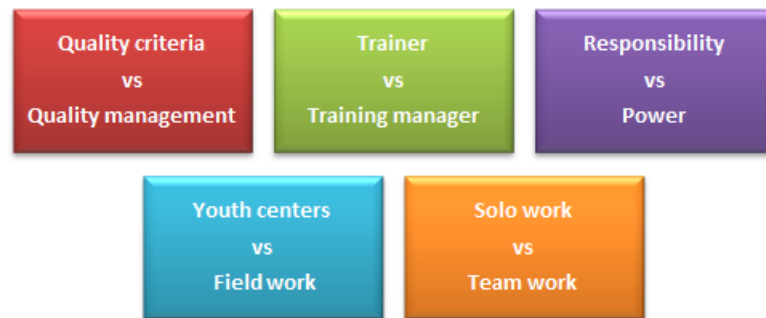 Quality criteria
vs
Quality management
Trainer
vs
Training manager
Responsibility
vs
Power
Youth centers
vs
Field work
Solo work
vs
Team work